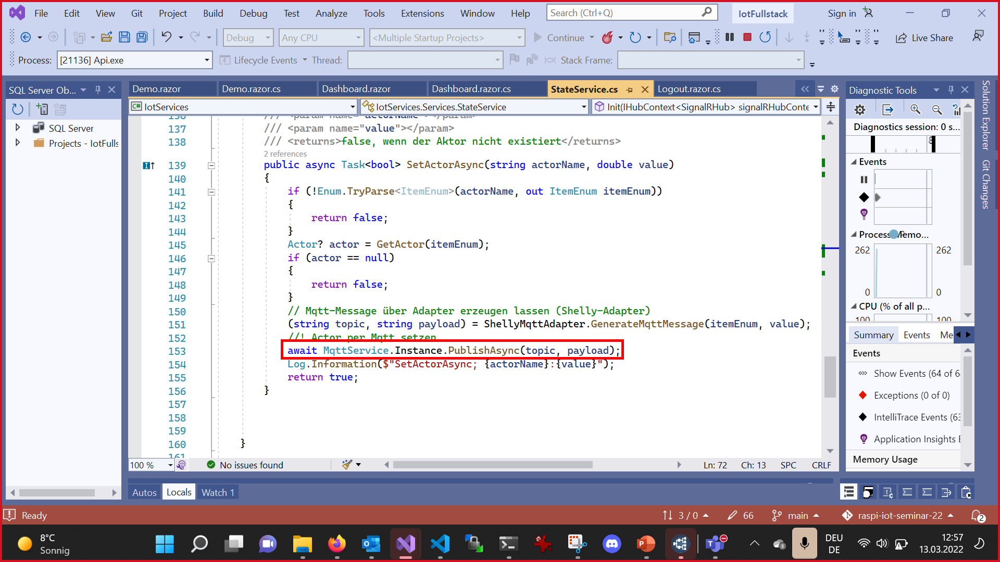 File Edit View Git Project Build Debug Test Analyze Tools Extensions Window Help Search (Ctrl+Q) IotFullstack Sign in
Debug Any CPU <Multiple Startup Projects> Continue Live Share
Process: [21136] Api.exe Lifecycle Events Thread: Stack Frame:
SQL Server Ob...
Demo.razor Demo.razor.cs Dashboard.razor Dashboard.razor.cs StateService.cs Logout.razor.cs
IotServices IotServices.Services.StateService Init(IHubContext<SignalRHub> signalRHubConte
SQL Server
Projects - IotFulls
136 /// <param name="actorName"></param>
137 /// <param name="value"></param>
138 /// <returns>false, wenn der Aktor nicht existiert</returns>
2 references
139 public async Task<bool> SetActorAsync(string actorName, double value)
140 {
141 if (!Enum.TryParse<ItemEnum>(actorName, out ItemEnum itemEnum))
142 {
143 return false;
144 }
145 Actor? actor = GetActor(itemEnum);
146 if (actor == null)
147 {
148 return false;
149 }
150 // Mqtt-Message über Adapter erzeugen lassen (Shelly-Adapter)
151 (string topic, string payload) = ShellyMqttAdapter.GenerateMqttMessage(itemEnum, value);
152 //! Actor per Mqtt setzen
153 await MqttService.Instance.PublishAsync(topic, payload);
154 Log.Information($"SetActorAsync; {actorName}:{value}");
155 return true;
156 }
157
158
159
160 }
161
100 % No issues found Ln: 72 Ch: 13 SPC CRLF
Autos Locals Watch 1
Diagnostic Tools
Diagnostics session: 0 s...
Events
Process Memo...
262 262
0 0
CPU (% of all p...
100 100
Summary Events Me
Events
Show Events (64 of 6
Exceptions (0 of 0)
IntelliTrace Events (63
Application Insights E
Memory Usage
Solution Explorer
Git Changes
Ready 3 / 0 66 main raspi-iot-seminar-22 2
8°C
Sonnig
DEU
DE
12:57
13.03.2022